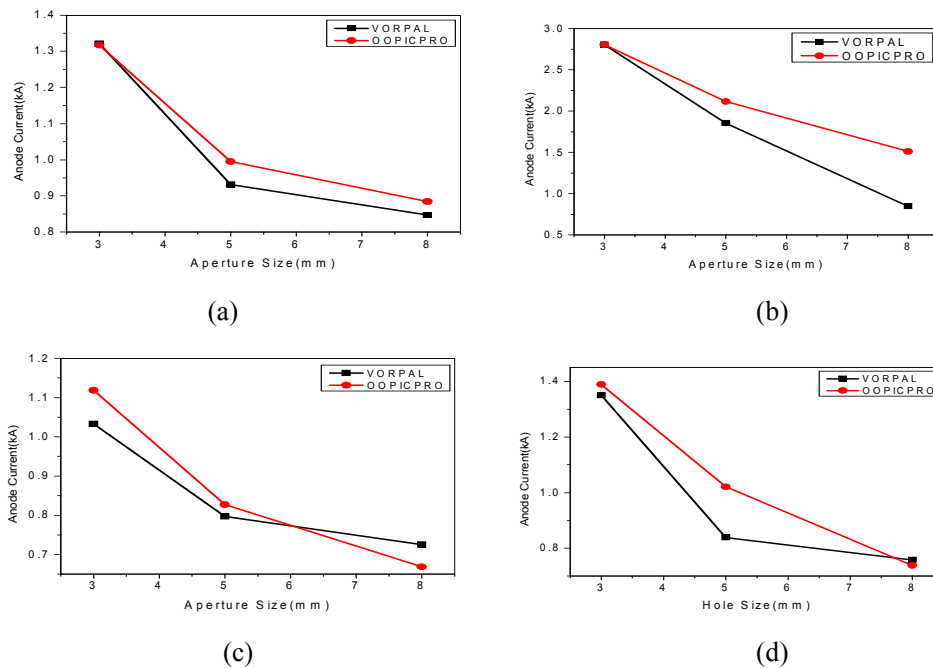 1.4
1.3
1.2
1.1
1.0
0.9
0.8
3 4 5 6 7 8
Anode Current(kA)
Aperture Size(mm)
VORPAL
OOPICPRO
(a)
3.0
2.5
2.0
1.5
1.0
0.5
3 4 5 6 7 8
Anode Current(kA)
Aperture Size(mm)
VORPAL
OOPICPRO
(b)
1.2
1.1
1.0
0.9
0.8
0.7
3 4 5 6 7 8
Anode Current(kA)
Aperture Size(mm)
VORPAL
OOPICPRO
(c)
1.4
1.2
1.0
0.8
3 4 5 6 7 8
Anode Current(kA)
Hole Size(mm)
VORPAL
OOPICPRO
(d)